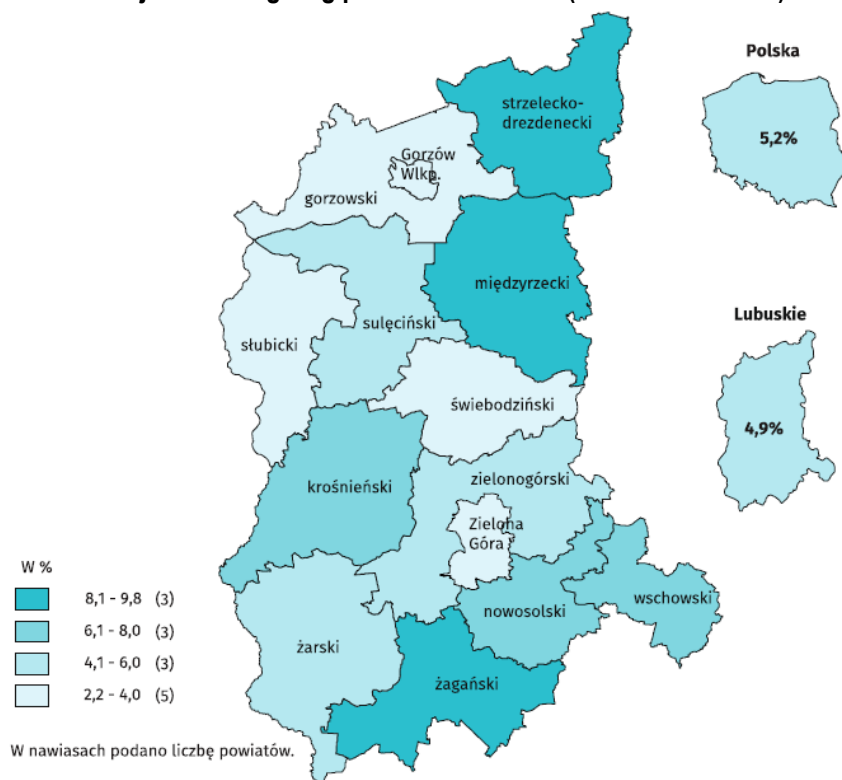 strzelecko-
drezdenecki
Polska
5,2%
Gorzów
Wlkp.
gorzowski
międzyrzecki
Lubuskie
sulęciński
słubicki
świebodziński
4,9%
zielonogórski
krośnieński
Zielona
Góra
W %
8,1 – 9,8 (3)
6,1 – 8,0 (3)
4,1 – 6,0 (3)
2,2 – 4,0 (5)
wschowski
nowosolski
żarski
żagański
W nawiasach podano liczbę powiatów.